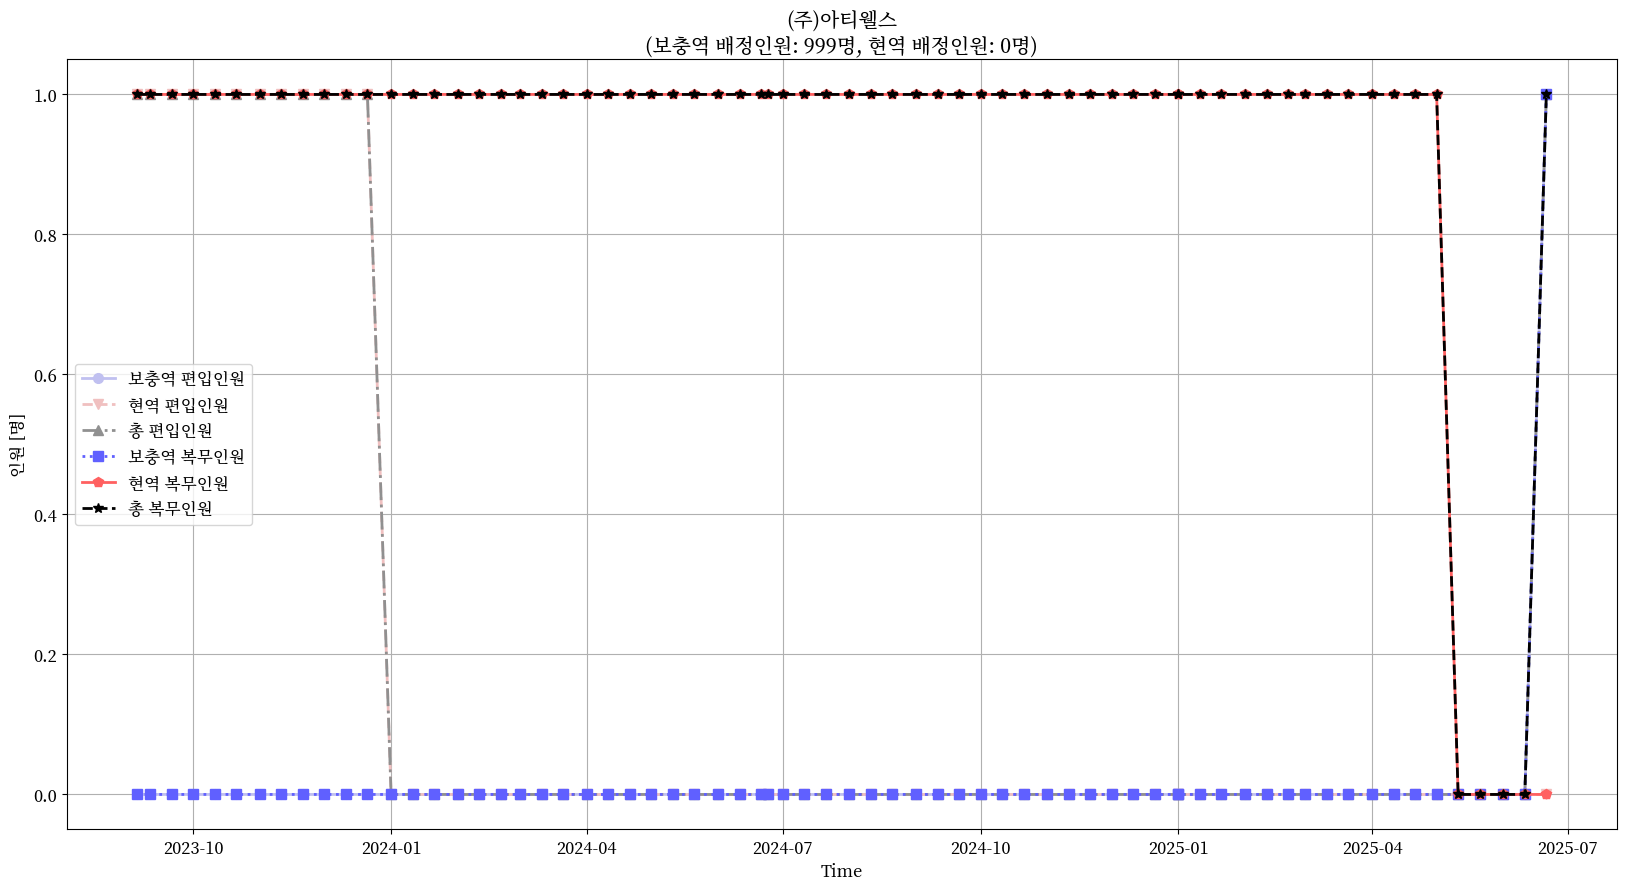 (주)아티웰스
(보충역 배정인원: 999명, 현역 배정인원: 0명)
인원 [명]
1.0
0.8
0.6
0.4
0.2
0.0
보충역 편입인원
현역 편입인원
총 편입인원
보충역 복무인원
현역 복무인원
총 복무인원
2023-10
2024-01
2024-04
2024-07
2024-10
2025-01
2025-04
2025-07
Time